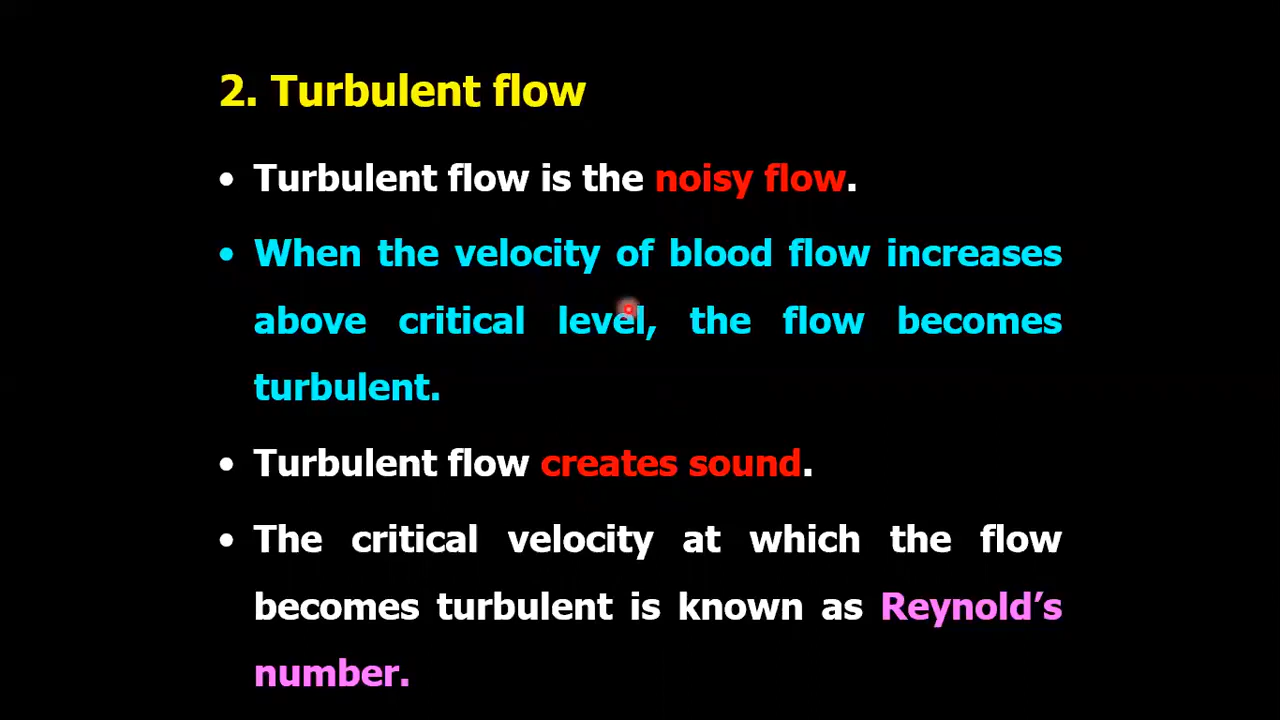 2. Turbulent flow
• Turbulent flow is the noisy flow.
• When the velocity of blood flow increases
above critical level, the flow becomes
turbulent.
• Turbulent flow creates sound.
• The critical velocity at which the flow
becomes turbulent is known as Reynold’s
number.